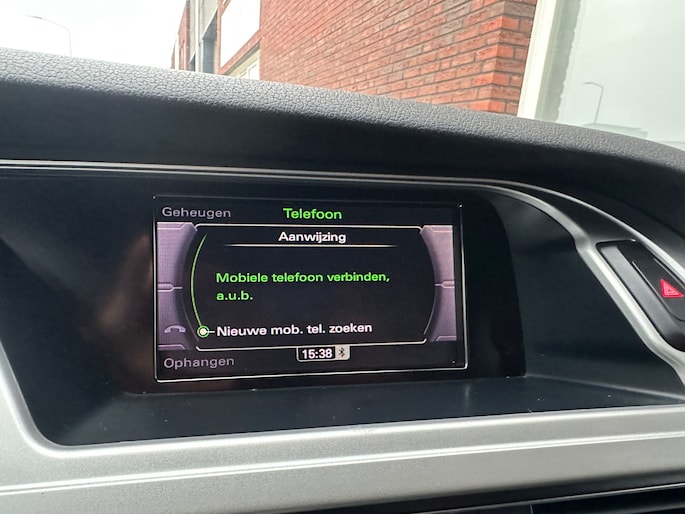 Geheugen
Telefoon
Aanwijzing
Mobiele telefoon verbinden,
a.u.b.
Nieuwe mob. tel. zoeken
Ophangen
15:38